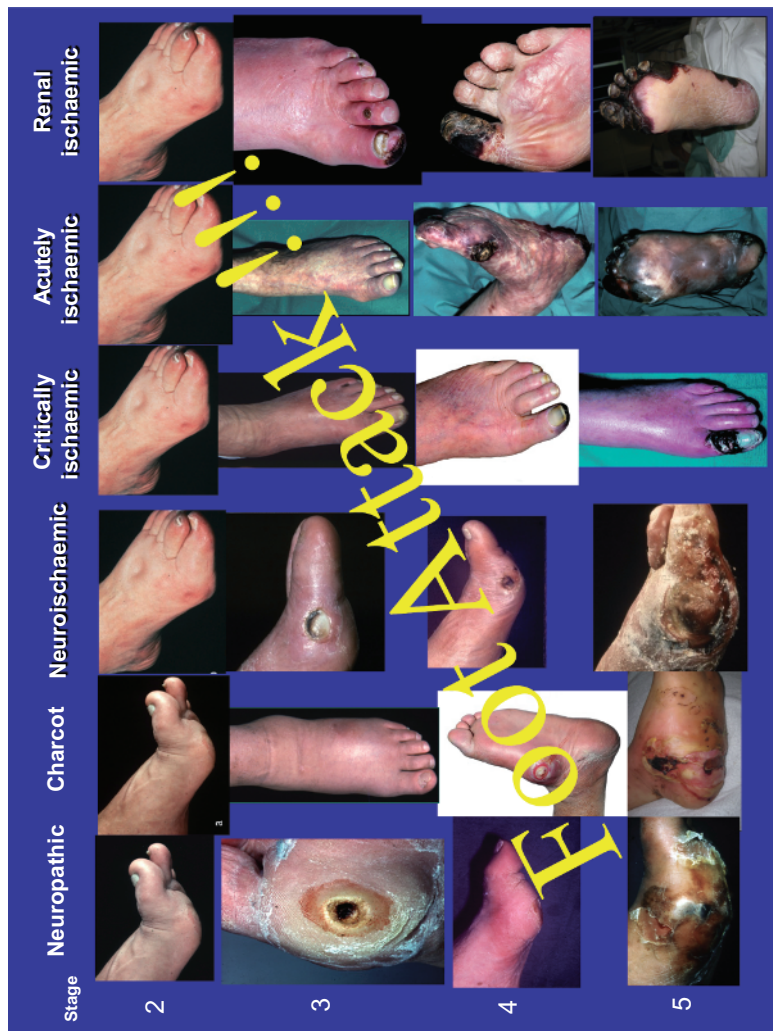 Stage
Neuropathic
Charcot
Neuroischaemic
Critically
ischaemic
Acutely
ischaemic
Renal
ischaemic
2
3
4
5
a
Foot Attack!!!